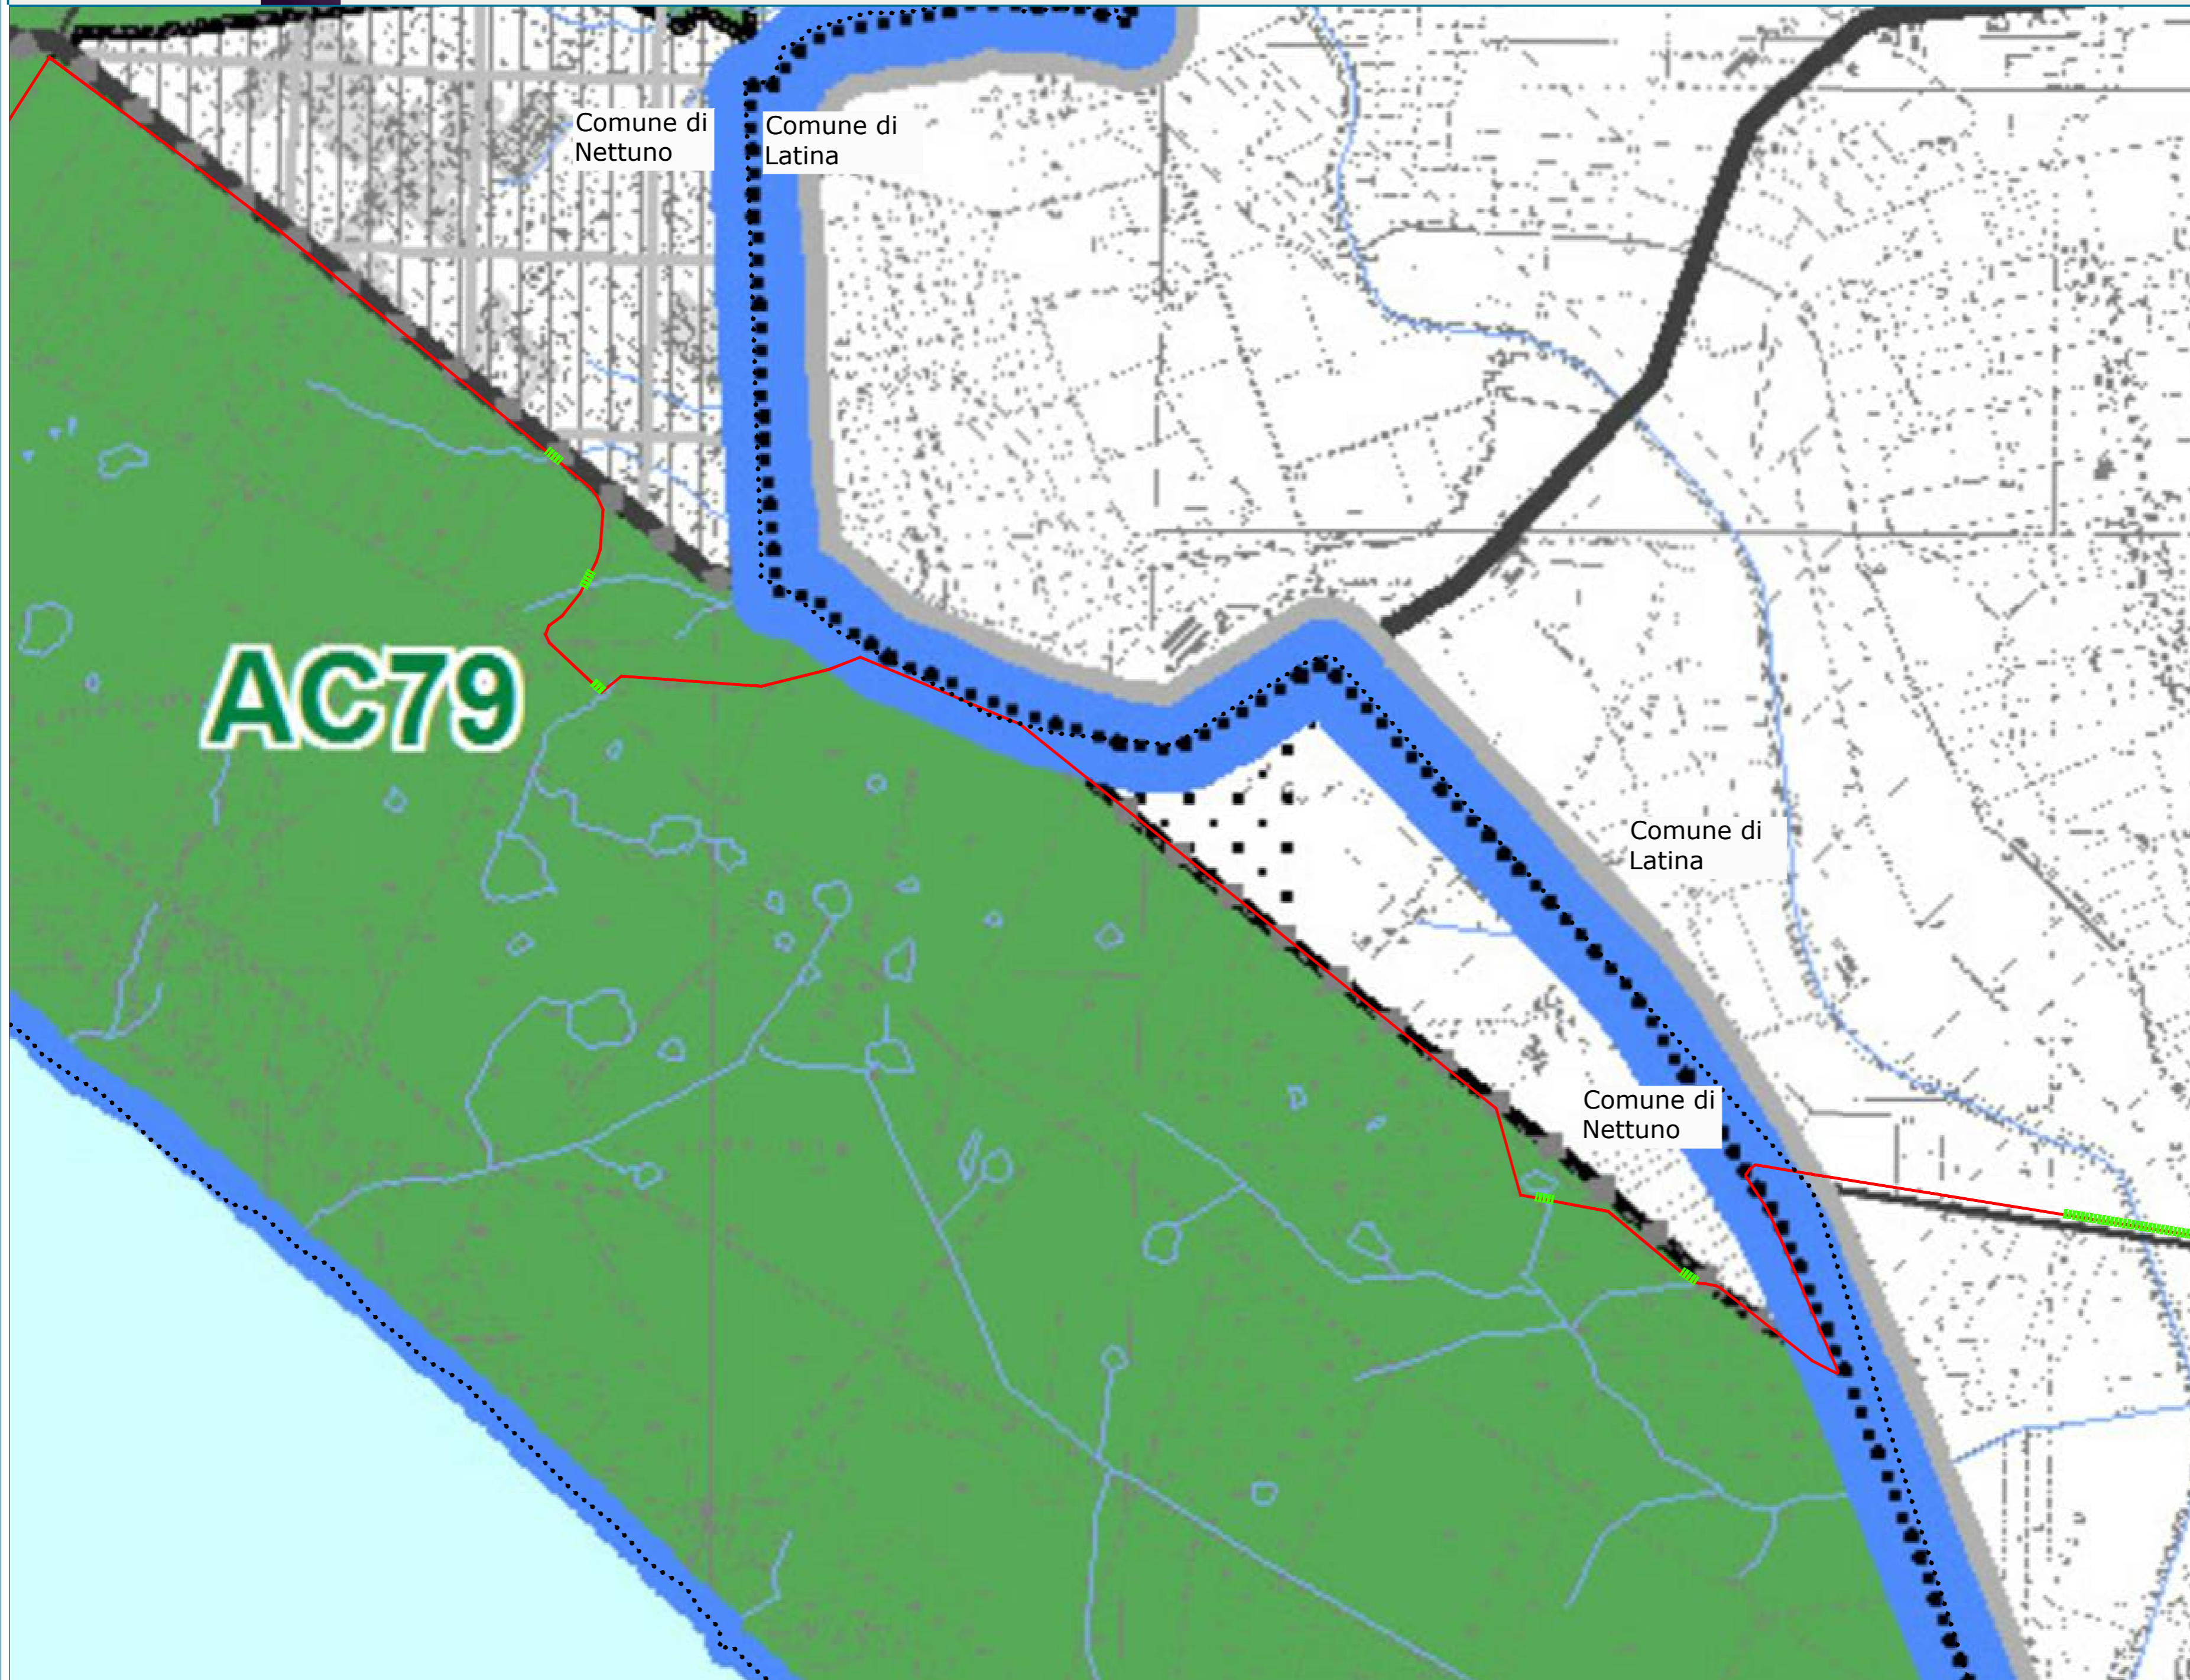 Comune di
Nettuno
Comune di
Latina
AC79
Comune di
Latina
Comune di
Nettuno